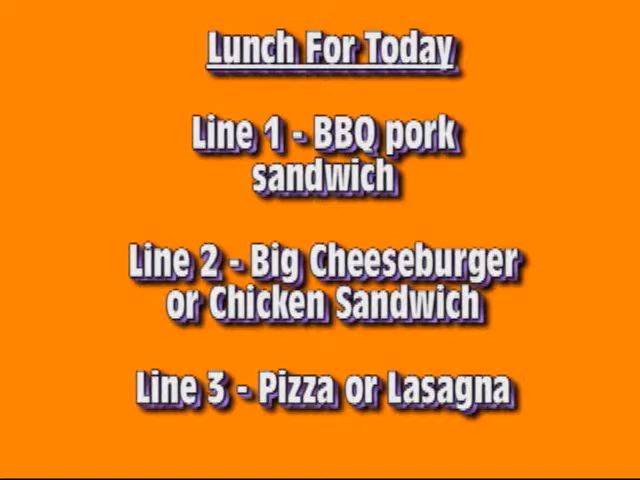 Lunch For Today
Line 1 - BBQ pork
sandwich
Line 2 - Big Cheeseburger
or Chicken Sandwich
Line 3 - Pizza or Lasagna